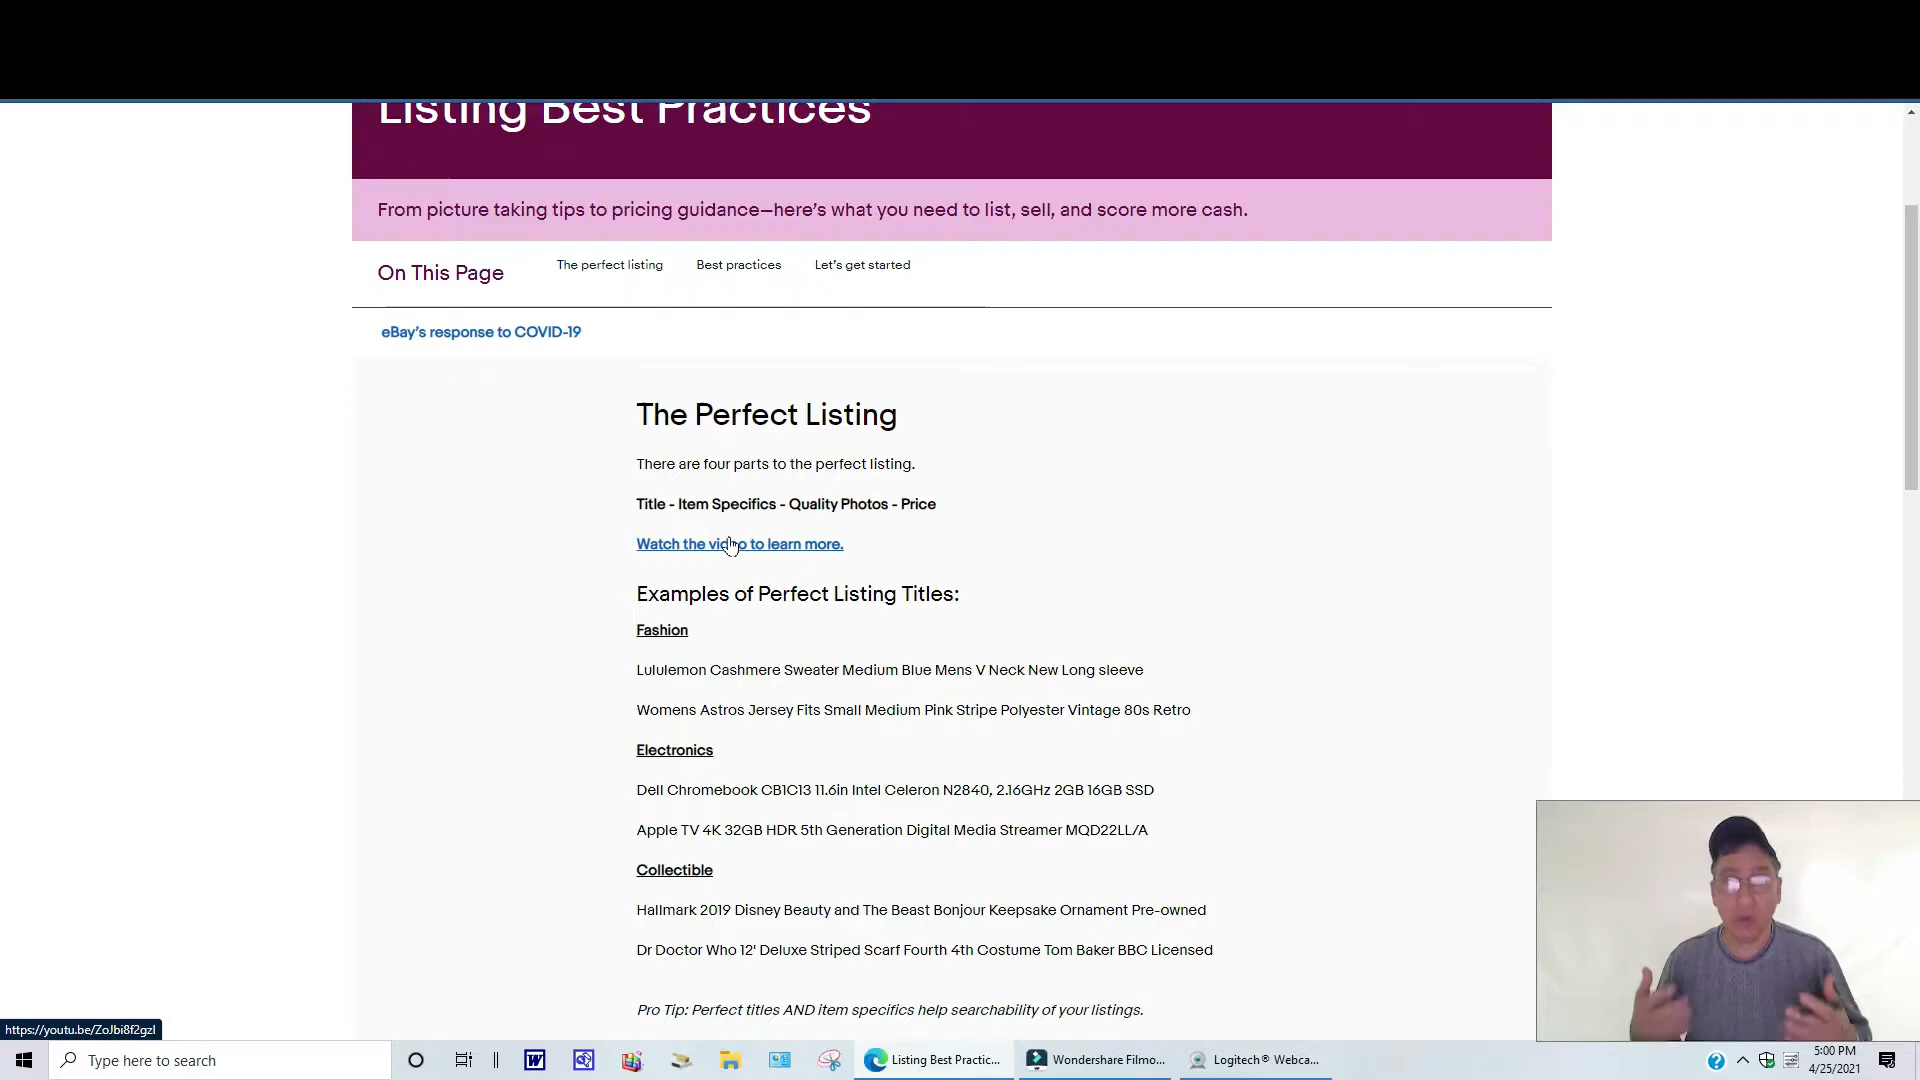 Listing Best Practices
From picture taking tips to pricing guidance—here's what you need to list, sell, and score more cash.
On This Page
The perfect listing
Best practices
Let's get started
eBay's response to COVID-19
The Perfect Listing
There are four parts to the perfect listing.
Title - Item Specifics - Quality Photos - Price
Watch the video to learn more.
Examples of Perfect Listing Titles:
Fashion
Lululemon Cashmere Sweater Medium Blue Mens V Neck New Long sleeve
Womens Astros Jersey Fits Small Medium Pink Stripe Polyester Vintage 80s Retro
Electronics
Dell Chromebook CB1C13 11.6in Intel Celeron N2840, 2.16GHz 2GB 16GB SSD
Apple TV 4K 32GB HDR 5th Generation Digital Media Streamer MQD22LL/A
Collectible
Hallmark 2019 Disney Beauty and The Beast Bonjour Keepsake Ornament Pre-owned
Dr Doctor Who 12' Deluxe Striped Scarf Fourth 4th Costume Tom Baker BBC Licensed
Pro Tip: Perfect titles AND item specifics help searchability of your listings.
https://youtu.be/ZoJbi8f2gzI
Type here to search
W
Listing Best Practic...
Wondershare Filmo...
Logitech® Webca...
5:00 PM
4/25/2021